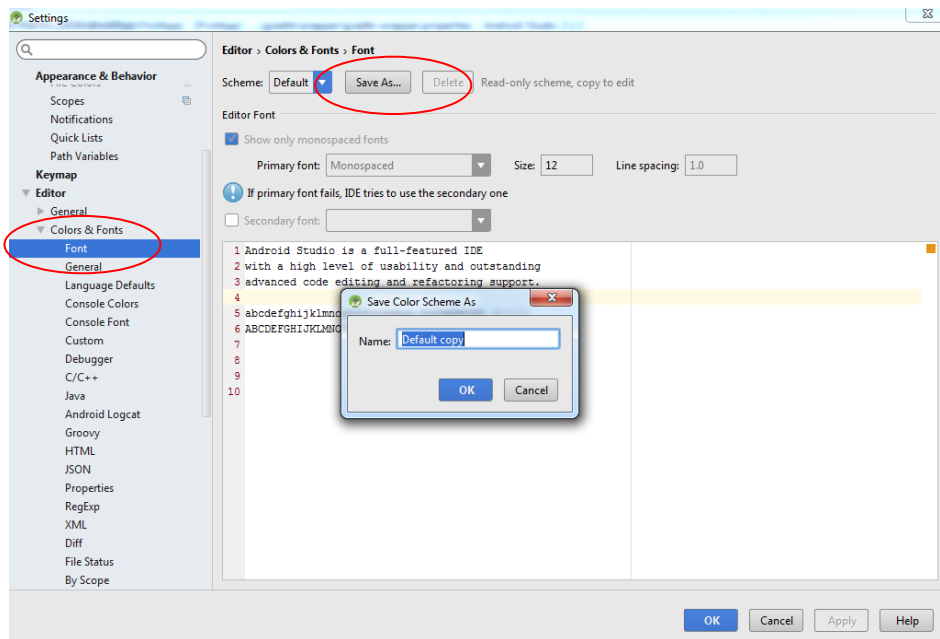 Settings
Appearance & Behavior
Scopes
Notifications
Quick Lists
Path Variables
Keymap
Editor
General
Colors & Fonts
Font
General
Language Defaults
Console Colors
Console Font
Custom
Debugger
C/C++
Java
Android Logcat
Groovy
HTML
JSON
Properties
RegExp
XML
Diff
File Status
By Scope
Editor › Colors & Fonts › Font
Scheme: Default Save As... Delete Read-only scheme, copy to edit
Editor Font
Show only monospaced fonts
Primary font: Monospaced Size: 12 Line spacing: 1.0
If primary font fails, IDE tries to use the secondary one
Secondary font:
1 Android Studio is a full-featured IDE
2 with a high level of usability and outstanding
3 advanced code editing and refactoring support.
4
5 abcdefghijklmno
6 ABCDEFGHIJKLMNO
7
8
9
10
Save Color Scheme As
Name: Default copy
OK Cancel
OK Cancel Apply Help